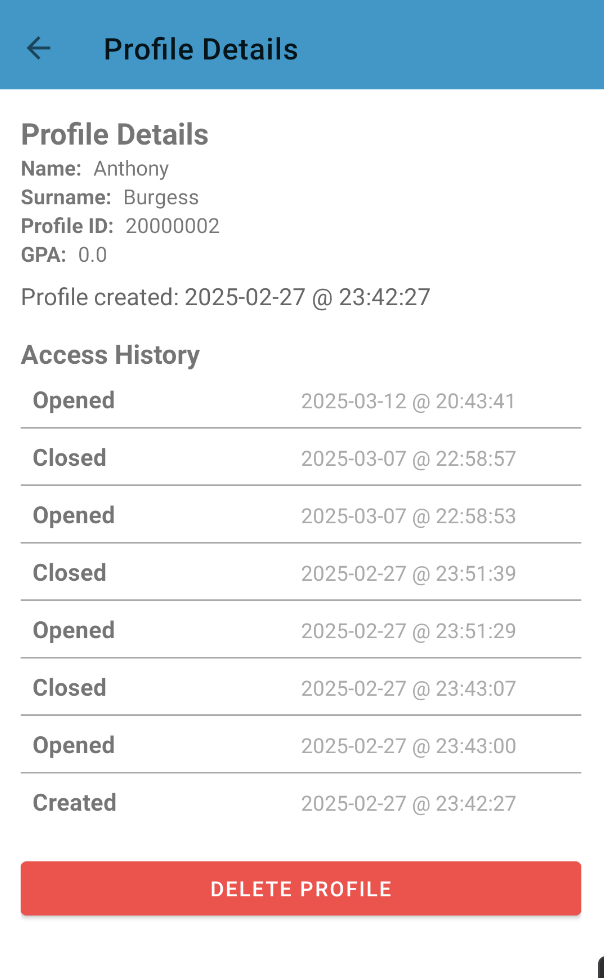 Profile Details
Profile Details
Name: Anthony
Surname: Burgess
Profile ID: 20000002
GPA: 0.0
Profile created: 2025-02-27 @ 23:42:27
Access History
Opened 2025-03-12 @ 20:43:41
Closed 2025-03-07 @ 22:58:57
Opened 2025-03-07 @ 22:58:53
Closed 2025-02-27 @ 23:51:39
Opened 2025-02-27 @ 23:51:29
Closed 2025-02-27 @ 23:43:07
Opened 2025-02-27 @ 23:43:00
Created 2025-02-27 @ 23:42:27
DELETE PROFILE